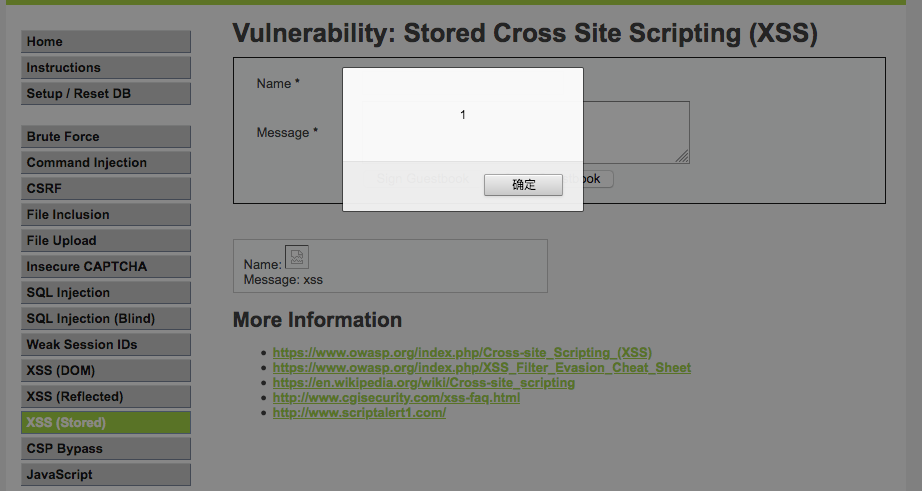 Vulnerability: Stored Cross Site Scripting (XSS)
Home
Instructions
Setup / Reset DB
Brute Force
Command Injection
CSRF
File Inclusion
File Upload
Insecure CAPTCHA
SQL Injection
SQL Injection (Blind)
Weak Session IDs
XSS (DOM)
XSS (Reflected)
XSS (Stored)
CSP Bypass
JavaScript
Name *
Message *
1
确定
Name:
Message: xss
More Information
https://www.owasp.org/index.php/Cross-site_Scripting_(XSS)
https://www.owasp.org/index.php/XSS_Filter_Evasion_Cheat_Sheet
https://en.wikipedia.org/wiki/Cross-site_scripting
http://www.cgisecurity.com/xss-faq.html
http://www.scriptalert1.com/